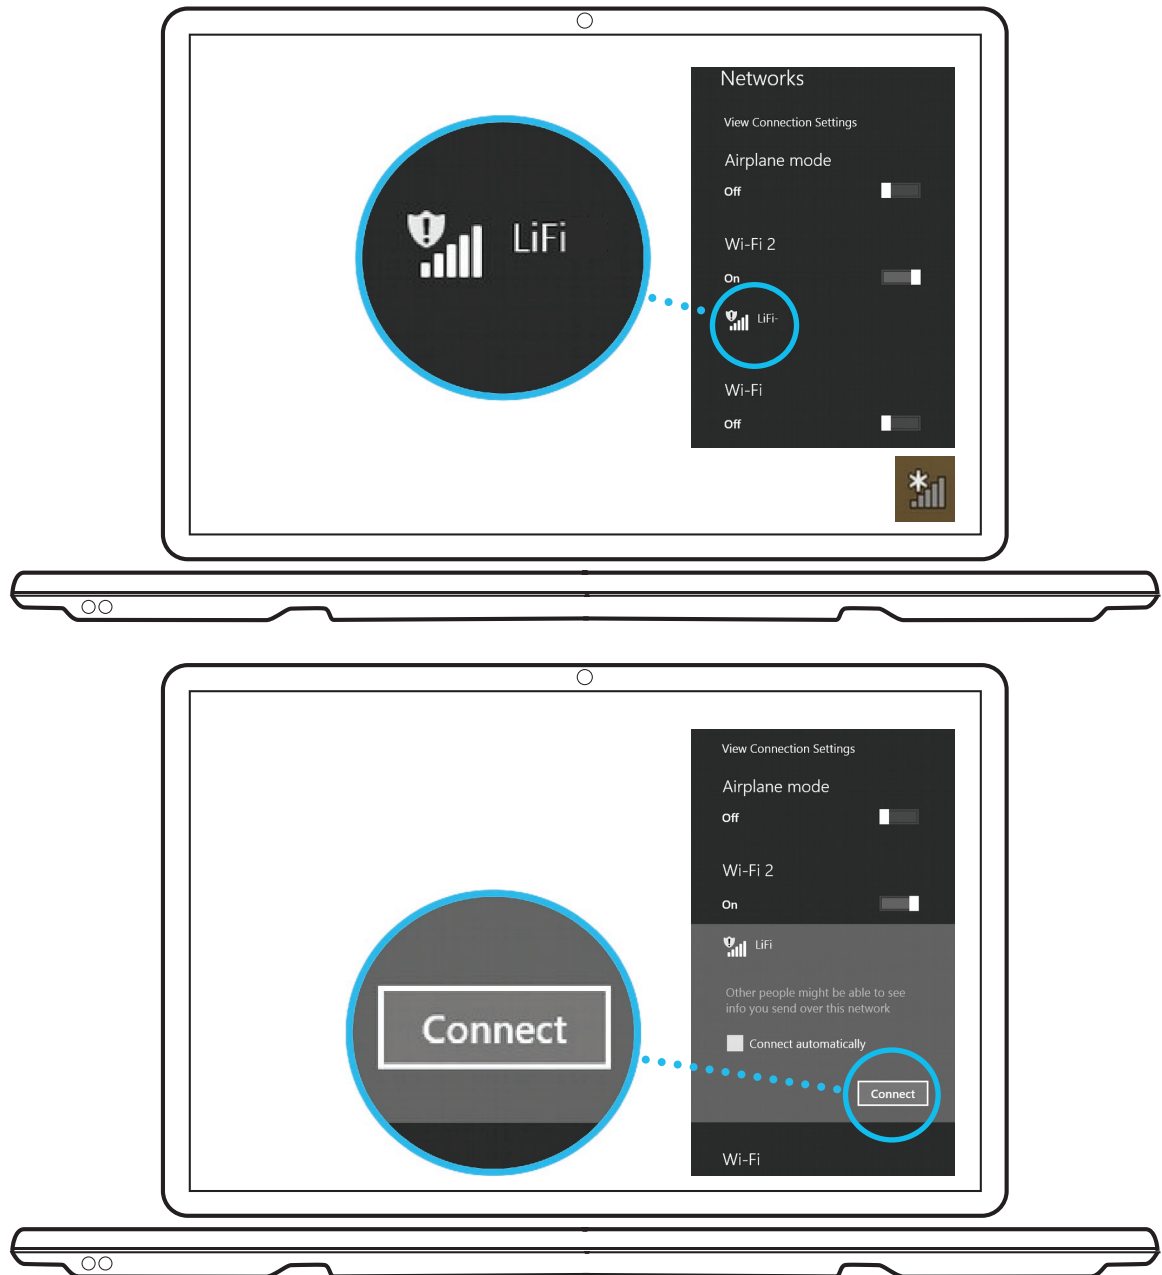 Networks
View Connection Settings
Airplane mode
Off
Wi-Fi 2
On
LiFi-
Wi-Fi
Off
LiFi
View Connection Settings
Airplane mode
Off
Wi-Fi 2
On
LiFi
Other people might be able to see
info you send over this network
Connect automatically
Connect
Wi-Fi
Connect